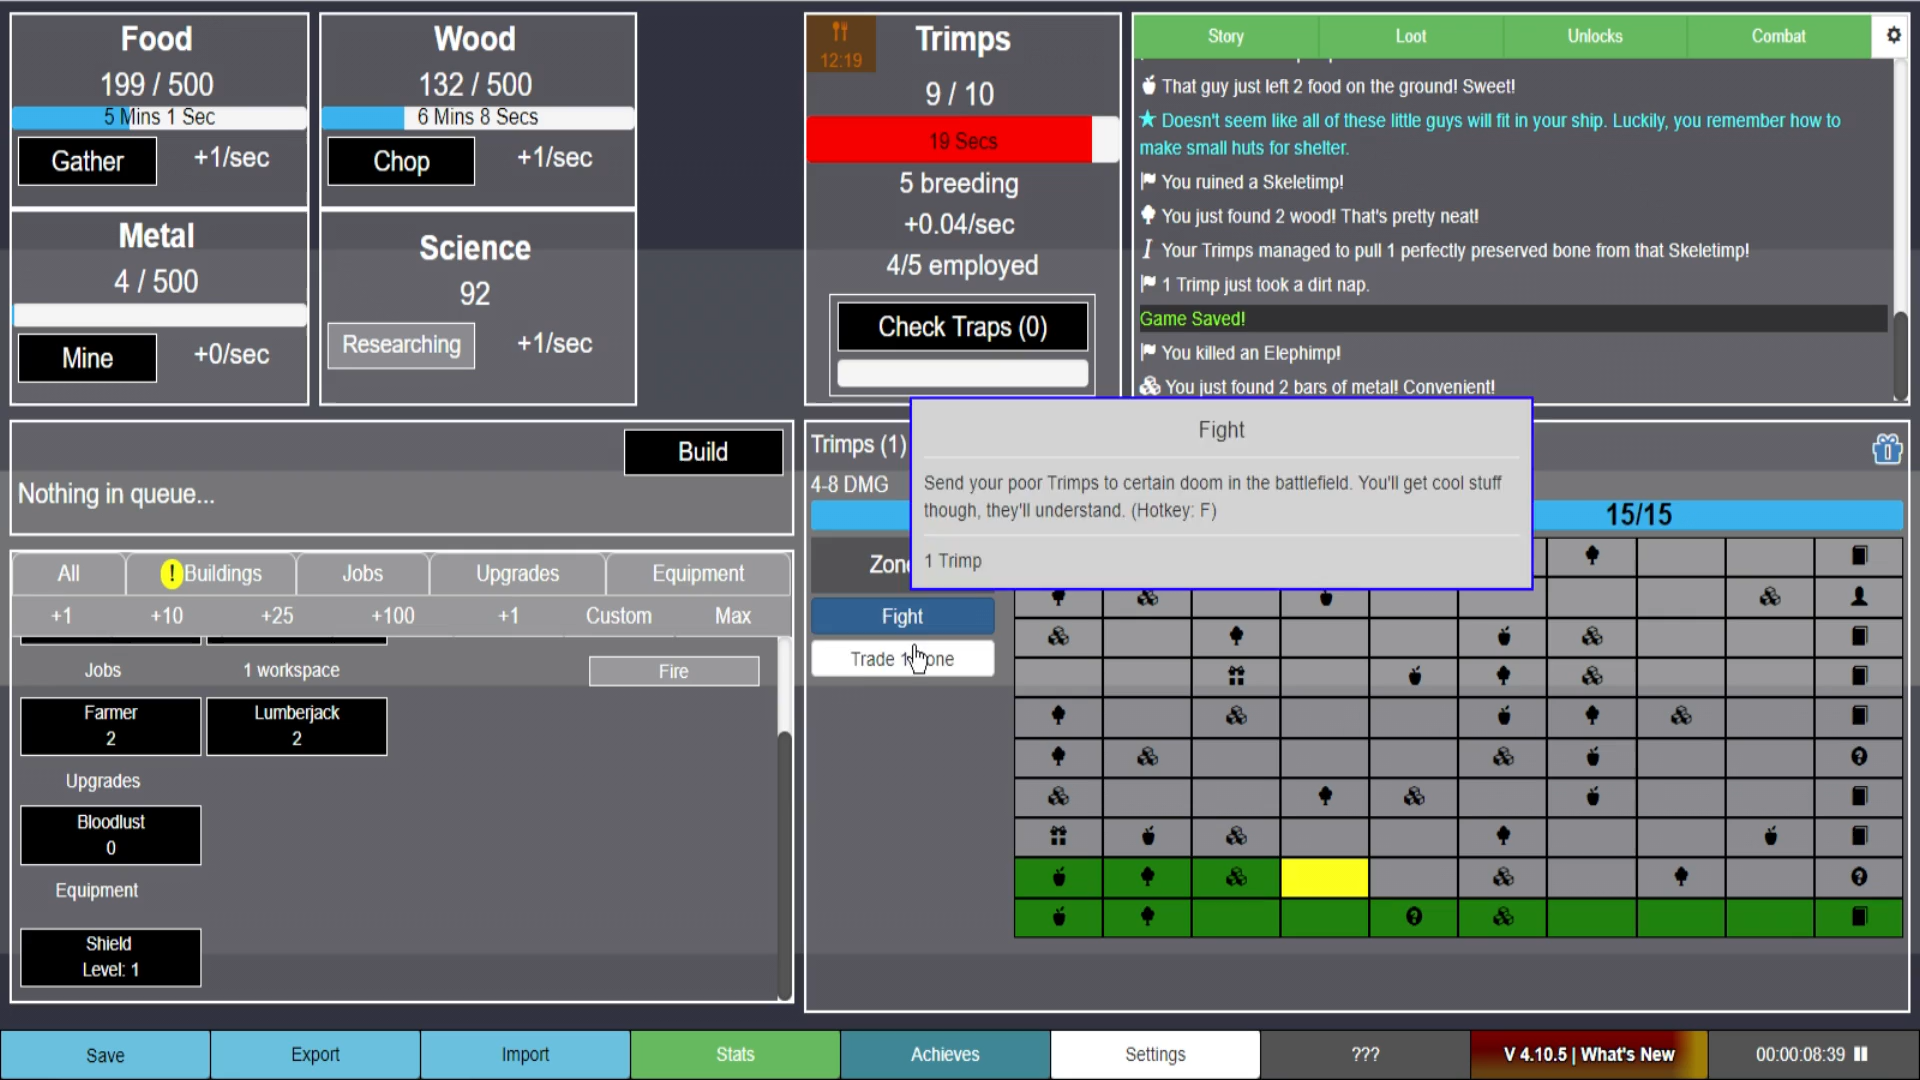 Food
199 / 500
5 Mins 1 Sec
Gather
+1/sec
Wood
132 / 500
6 Mins 8 Secs
Chop
+1/sec
Metal
4 / 500
Mine
+0/sec
Science
92
Researching
+1/sec
12:19
Trimps
9 / 10
19 Secs
5 breeding
+0.04/sec
4/5 employed
Check Traps (0)
Story
Loot
Unlocks
Combat
That guy just left 2 food on the ground! Sweet!
Doesn't seem like all of these little guys will fit in your ship. Luckily, you remember how to
make small huts for shelter.
You ruined a Skeletimp!
You just found 2 wood! That's pretty neat!
Your Trimps managed to pull 1 perfectly preserved bone from that Skeletimp!
1 Trimp just took a dirt nap.
Game Saved!
You killed an Elephimp!
You just found 2 bars of metal! Convenient!
Build
Nothing in queue...
All
!Buildings
Jobs
Upgrades
Equipment
+1
+10
+25
+100
+1
Custom
Max
Jobs
1 workspace
Fire
Farmer
2
Lumberjack
2
Upgrades
Bloodlust
0
Equipment
Shield
Level: 1
Trimps (1)
4-8 DMG
15/15
Fight
Send your poor Trimps to certain doom in the battlefield. You'll get cool stuff
though, they'll understand. (Hotkey: F)
1 Trimp
Fight
Trade
Save
Export
Import
Stats
Achieves
Settings
???
V 4.10.5 | What's New
00:00:08:39